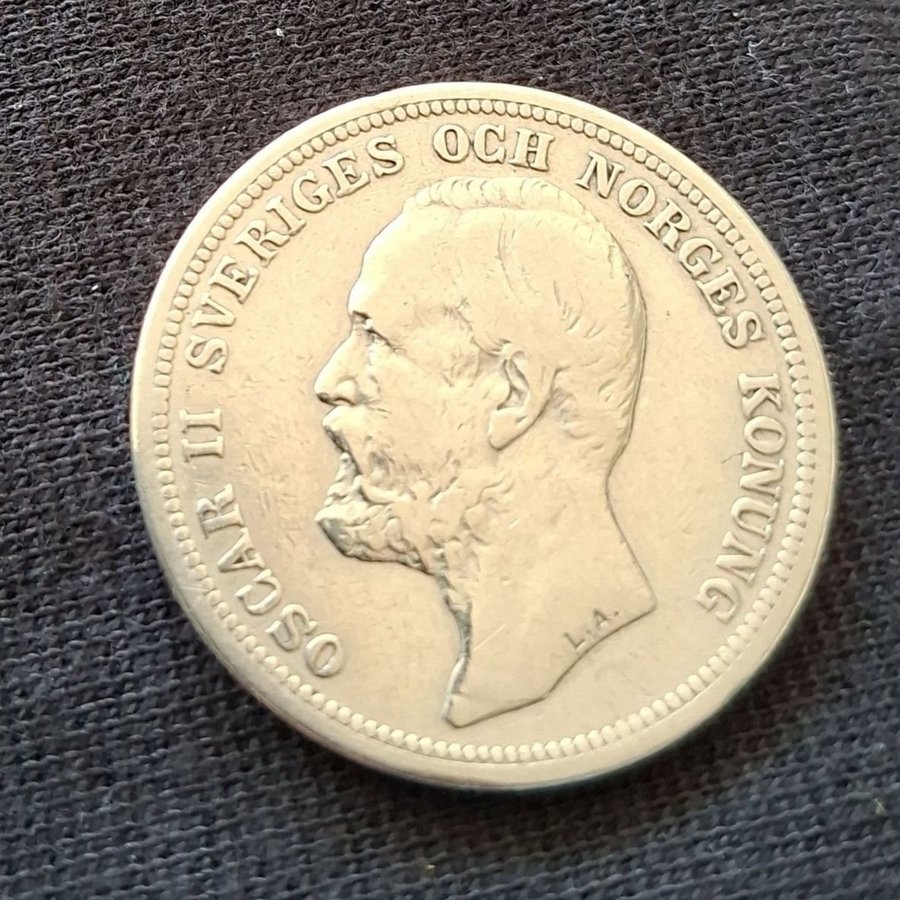 OSCAR II SVERIGES OCH NORGES KONUNG
L.A.